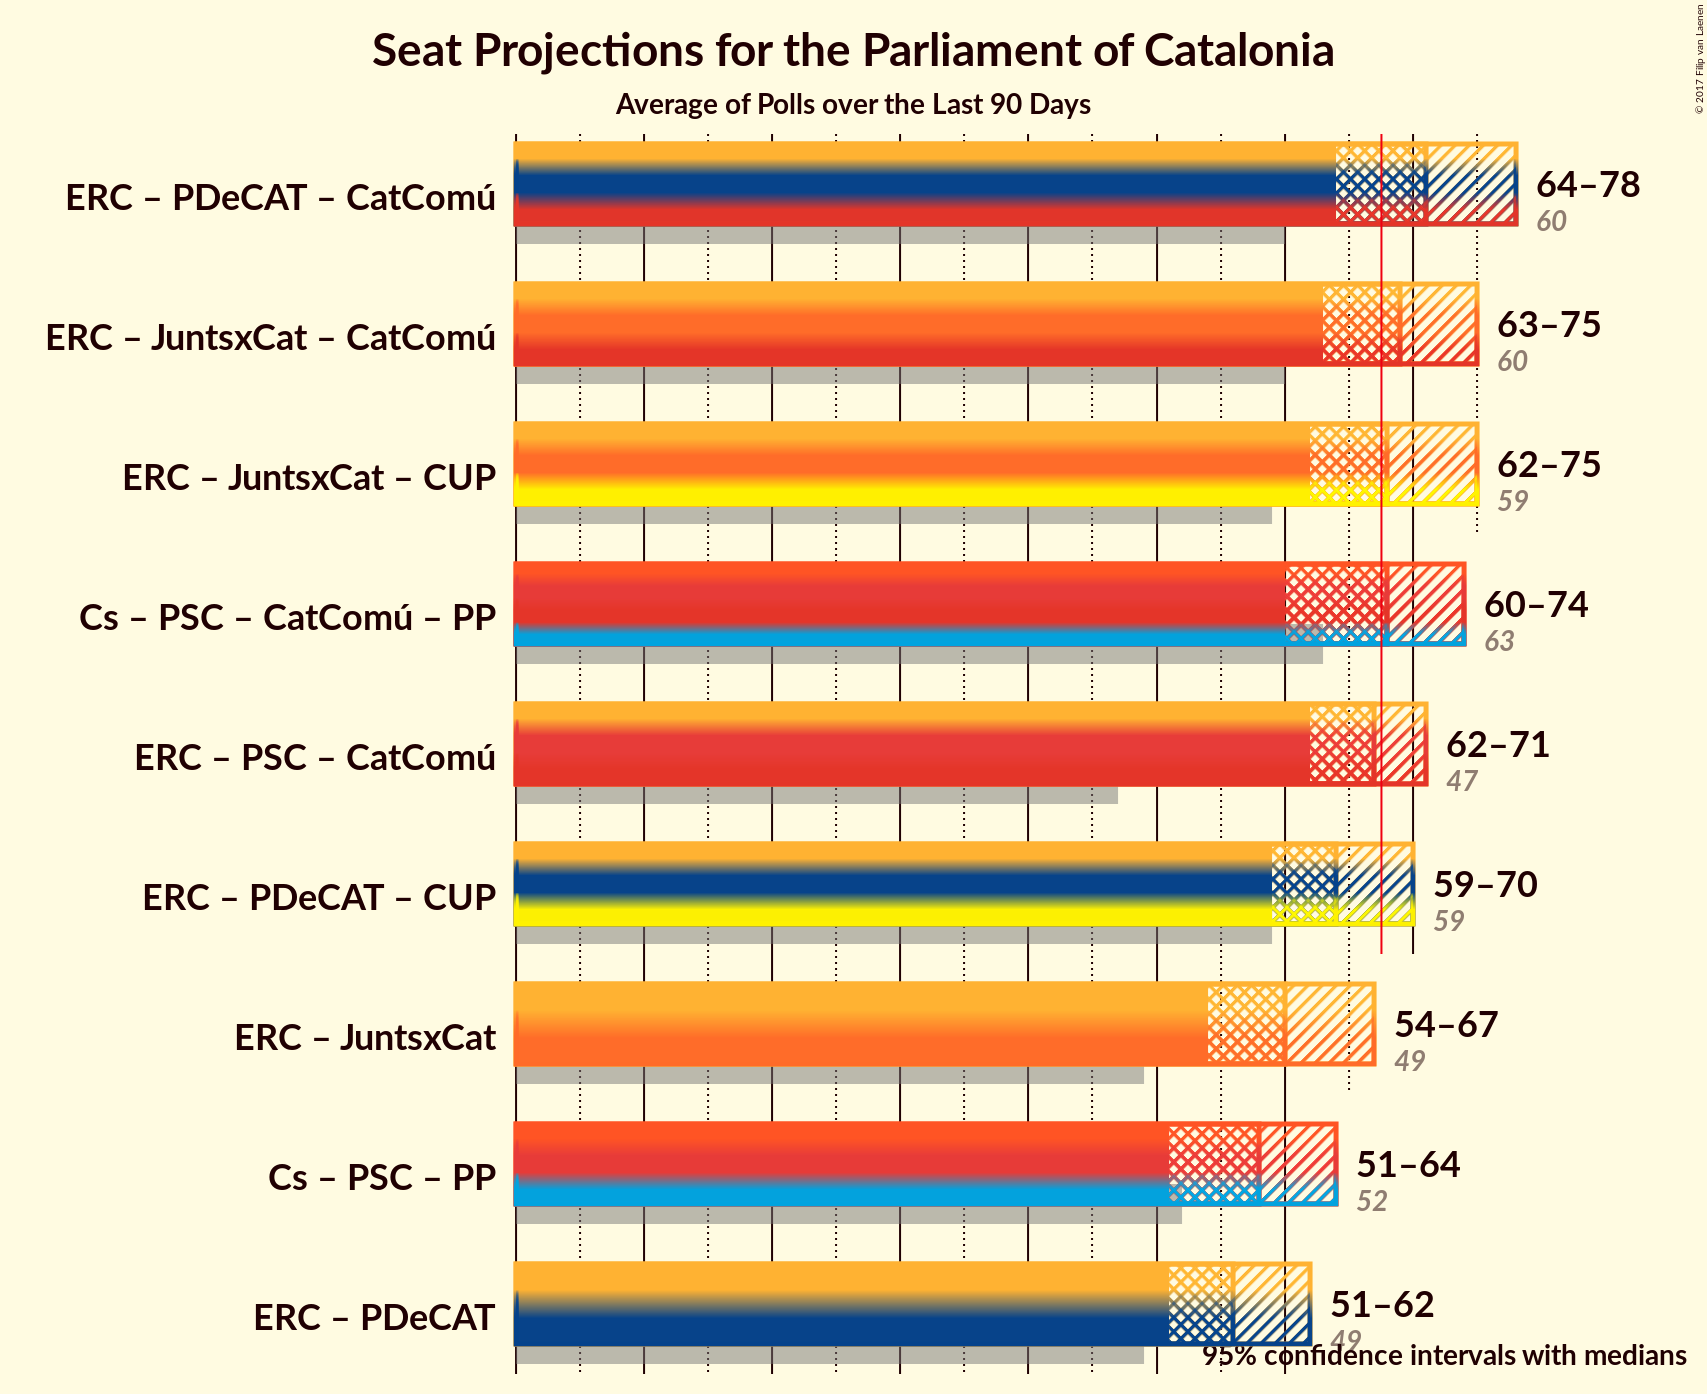 Seat Projections for the Parliament of Catalonia
Average of Polls over the Last 90 Days
© 2017 Filip van Laenen
ERC – PDeCAT – CatComú
64–78
60
ERC – JuntsxCat – CatComú
63–75
60
ERC – JuntsxCat – CUP
62–75
59
Cs – PSC – CatComú – PP
60–74
63
ERC – PSC – CatComú
62–71
47
ERC – PDeCAT – CUP
59–70
59
ERC – JuntsxCat
54–67
49
Cs – PSC – PP
51–64
52
ERC – PDeCAT
51–62
49
95% confidence intervals with medians